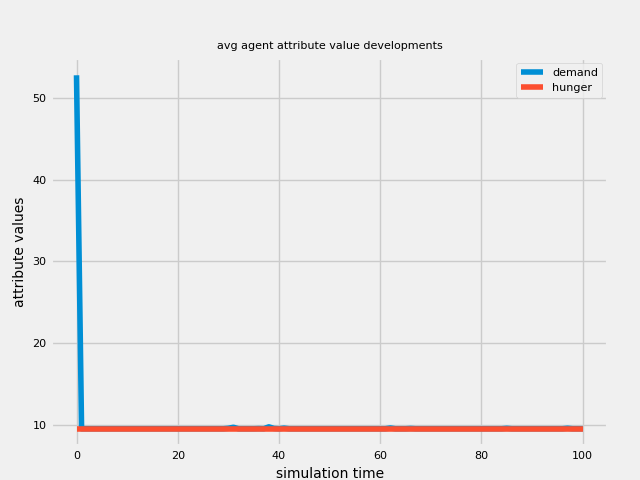 avg agent attribute value developments
demand
hunger
50
40
30
20
10
attribute values
0 20 40 60 80 100
simulation time